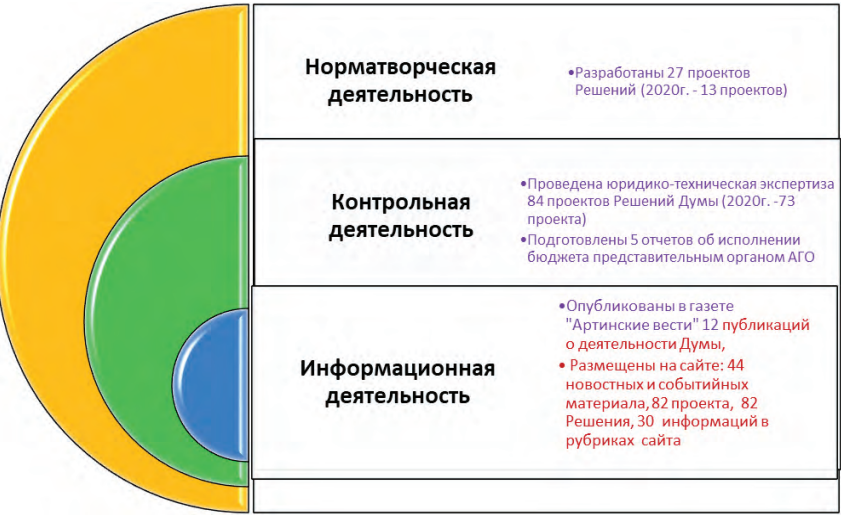 Нормативорческая
деятельность
•Разработаны 27 проектов
Решений (2020г. - 13 проектов)
Контрольная
деятельность
•Проведена юридико-техническая экспертиза
84 проектов Решений Думы (2020г. -73
проекта)
•Подготовлены 5 отчетов об исполнении
бюджета представительным органом АГО
Информационная
деятельность
•Опубликованы в газете
"Артинские вести" 12 публикаций
о деятельности Думы,
• Размещены на сайте: 44
новостных и событийных
материала, 82 проекта, 82
Решения, 30 информаций в
рубриках сайта